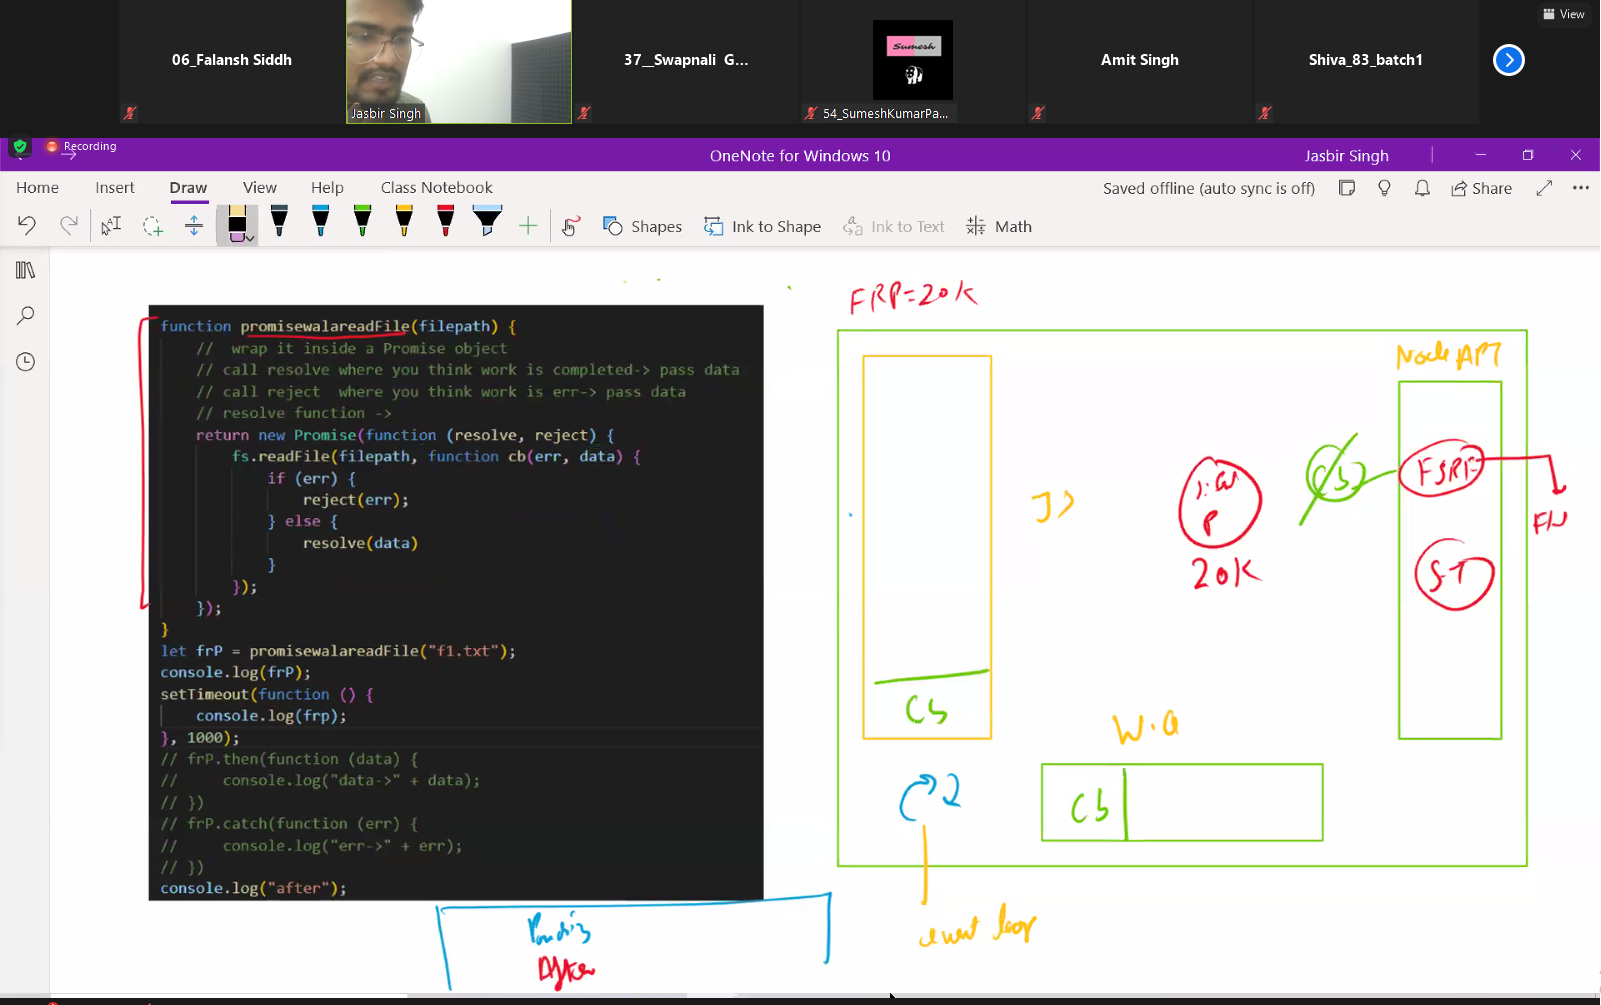 View
06_Falansh Siddh
37__Swapnali G...
Sumesh
Amit Singh
Shiva_83_batch1
Jasbir Singh
54_SumeshKumarPa...
Recording
OneNote for Windows 10
Jasbir Singh
Home Insert Draw View Help Class Notebook
Saved offline (auto sync is off)
Share
Shapes
Ink to Shape
Ink to Text
Math
FRP=20K
function promisewalareadFile(filepath) {
// wrap it inside a Promise object
// call resolve where you think work is completed-> pass data
// call reject where you think work is err-> pass data
// resolve function ->
return new Promise(function (resolve, reject) {
fs.readFile(filepath, function cb(err, data) {
if (err) {
reject(err);
} else {
resolve(data)
}
});
});
}
let frP = promisewalareadFile("f1.txt");
console.log(frP);
setTimeout(function () {
console.log(frp);
}, 1000);
// frP.then(function (data) {
// console.log("data->" + data);
// })
// frP.catch(function (err) {
// console.log("err->" + err);
// })
console.log("after");
Node API
FSRF
FN
P
20K
S.T
Cb
W.Q
Cb
event loop
After